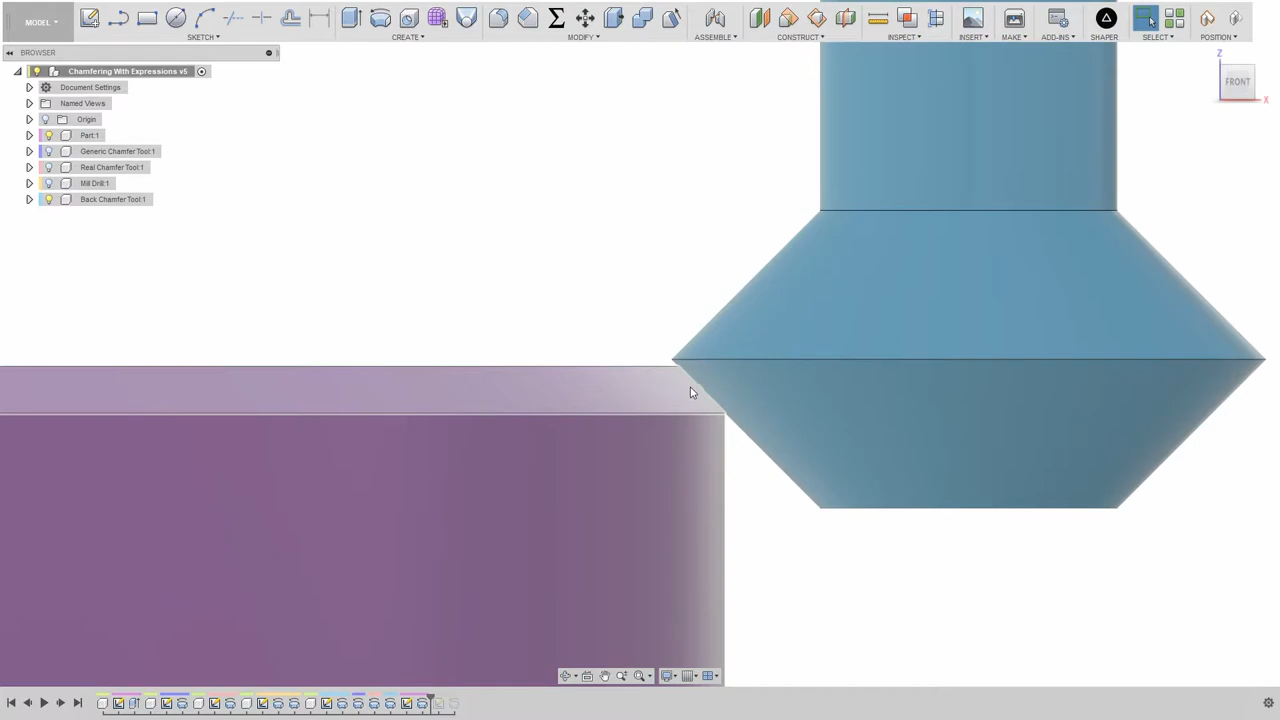 MODEL
SKETCH
CREATE
MODIFY
ASSEMBLE
CONSTRUCT
INSPECT
INSERT
MAKE
ADD-INS
SHAPER
SELECT
POSITION
BROWSER
Chamfering With Expressions v5
Document Settings
Named Views
Origin
Part:1
Generic Chamfer Tool:1
Real Chamfer Tool:1
Mill Drill:1
Back Chamfer Tool:1
Z
FRONT
X